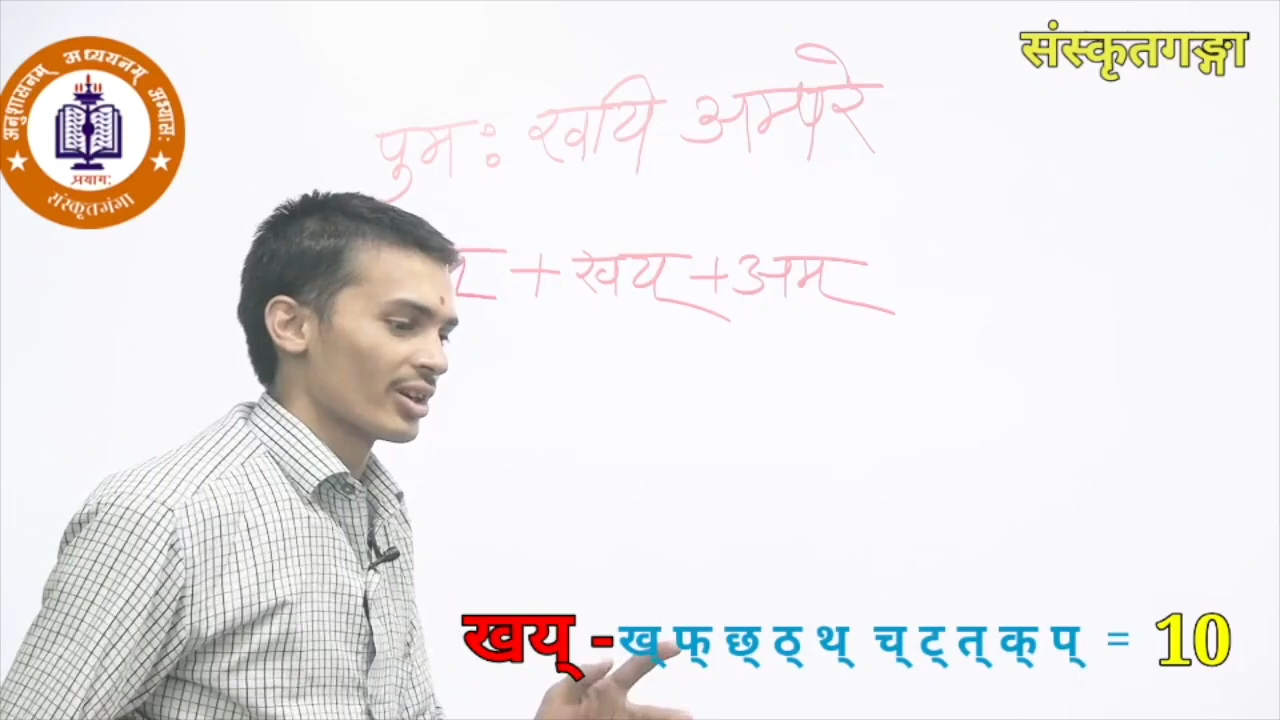 अनुशासनम् अध्ययनम् अभ्यासः
प्रयागः
संस्कृतगंगा
संस्कृतगङ्गा
पुमः खयि अम्परे
+ खय् + अम्
खय् - ख् फ् छ् ठ् थ् च् ट् त् क् प् = 10